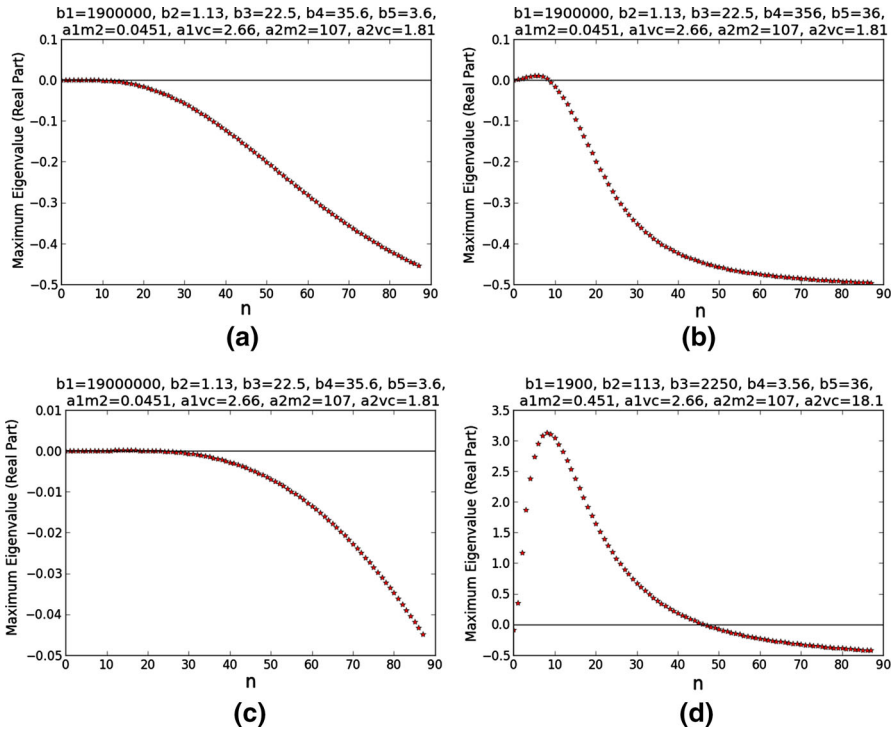 b1=1900000, b2=1.13, b3=22.5, b4=35.6, b5=3.6,
a1m2=0.0451, a1vc=2.66, a2m2=107, a2vc=1.81
0.1
0.0
−0.1
−0.2
−0.3
−0.4
−0.5
Maximum Eigenvalue (Real Part)
0 10 20 30 40 50 60 70 80 90
n
(a)
b1=1900000, b2=1.13, b3=22.5, b4=356, b5=36,
a1m2=0.0451, a1vc=2.66, a2m2=107, a2vc=1.81
0.1
0.0
−0.1
−0.2
−0.3
−0.4
−0.5
Maximum Eigenvalue (Real Part)
0 10 20 30 40 50 60 70 80 90
n
(b)
b1=19000000, b2=1.13, b3=22.5, b4=35.6, b5=3.6,
a1m2=0.0451, a1vc=2.66, a2m2=107, a2vc=1.81
0.01
0.00
−0.01
−0.02
−0.03
−0.04
−0.05
Maximum Eigenvalue (Real Part)
0 10 20 30 40 50 60 70 80 90
n
(c)
b1=1900, b2=113, b3=2250, b4=3.56, b5=36,
a1m2=0.451, a1vc=2.66, a2m2=107, a2vc=18.1
3.5
3.0
2.5
2.0
1.5
1.0
0.5
0.0
−0.5
Maximum Eigenvalue (Real Part)
0 10 20 30 40 50 60 70 80 90
n
(d)